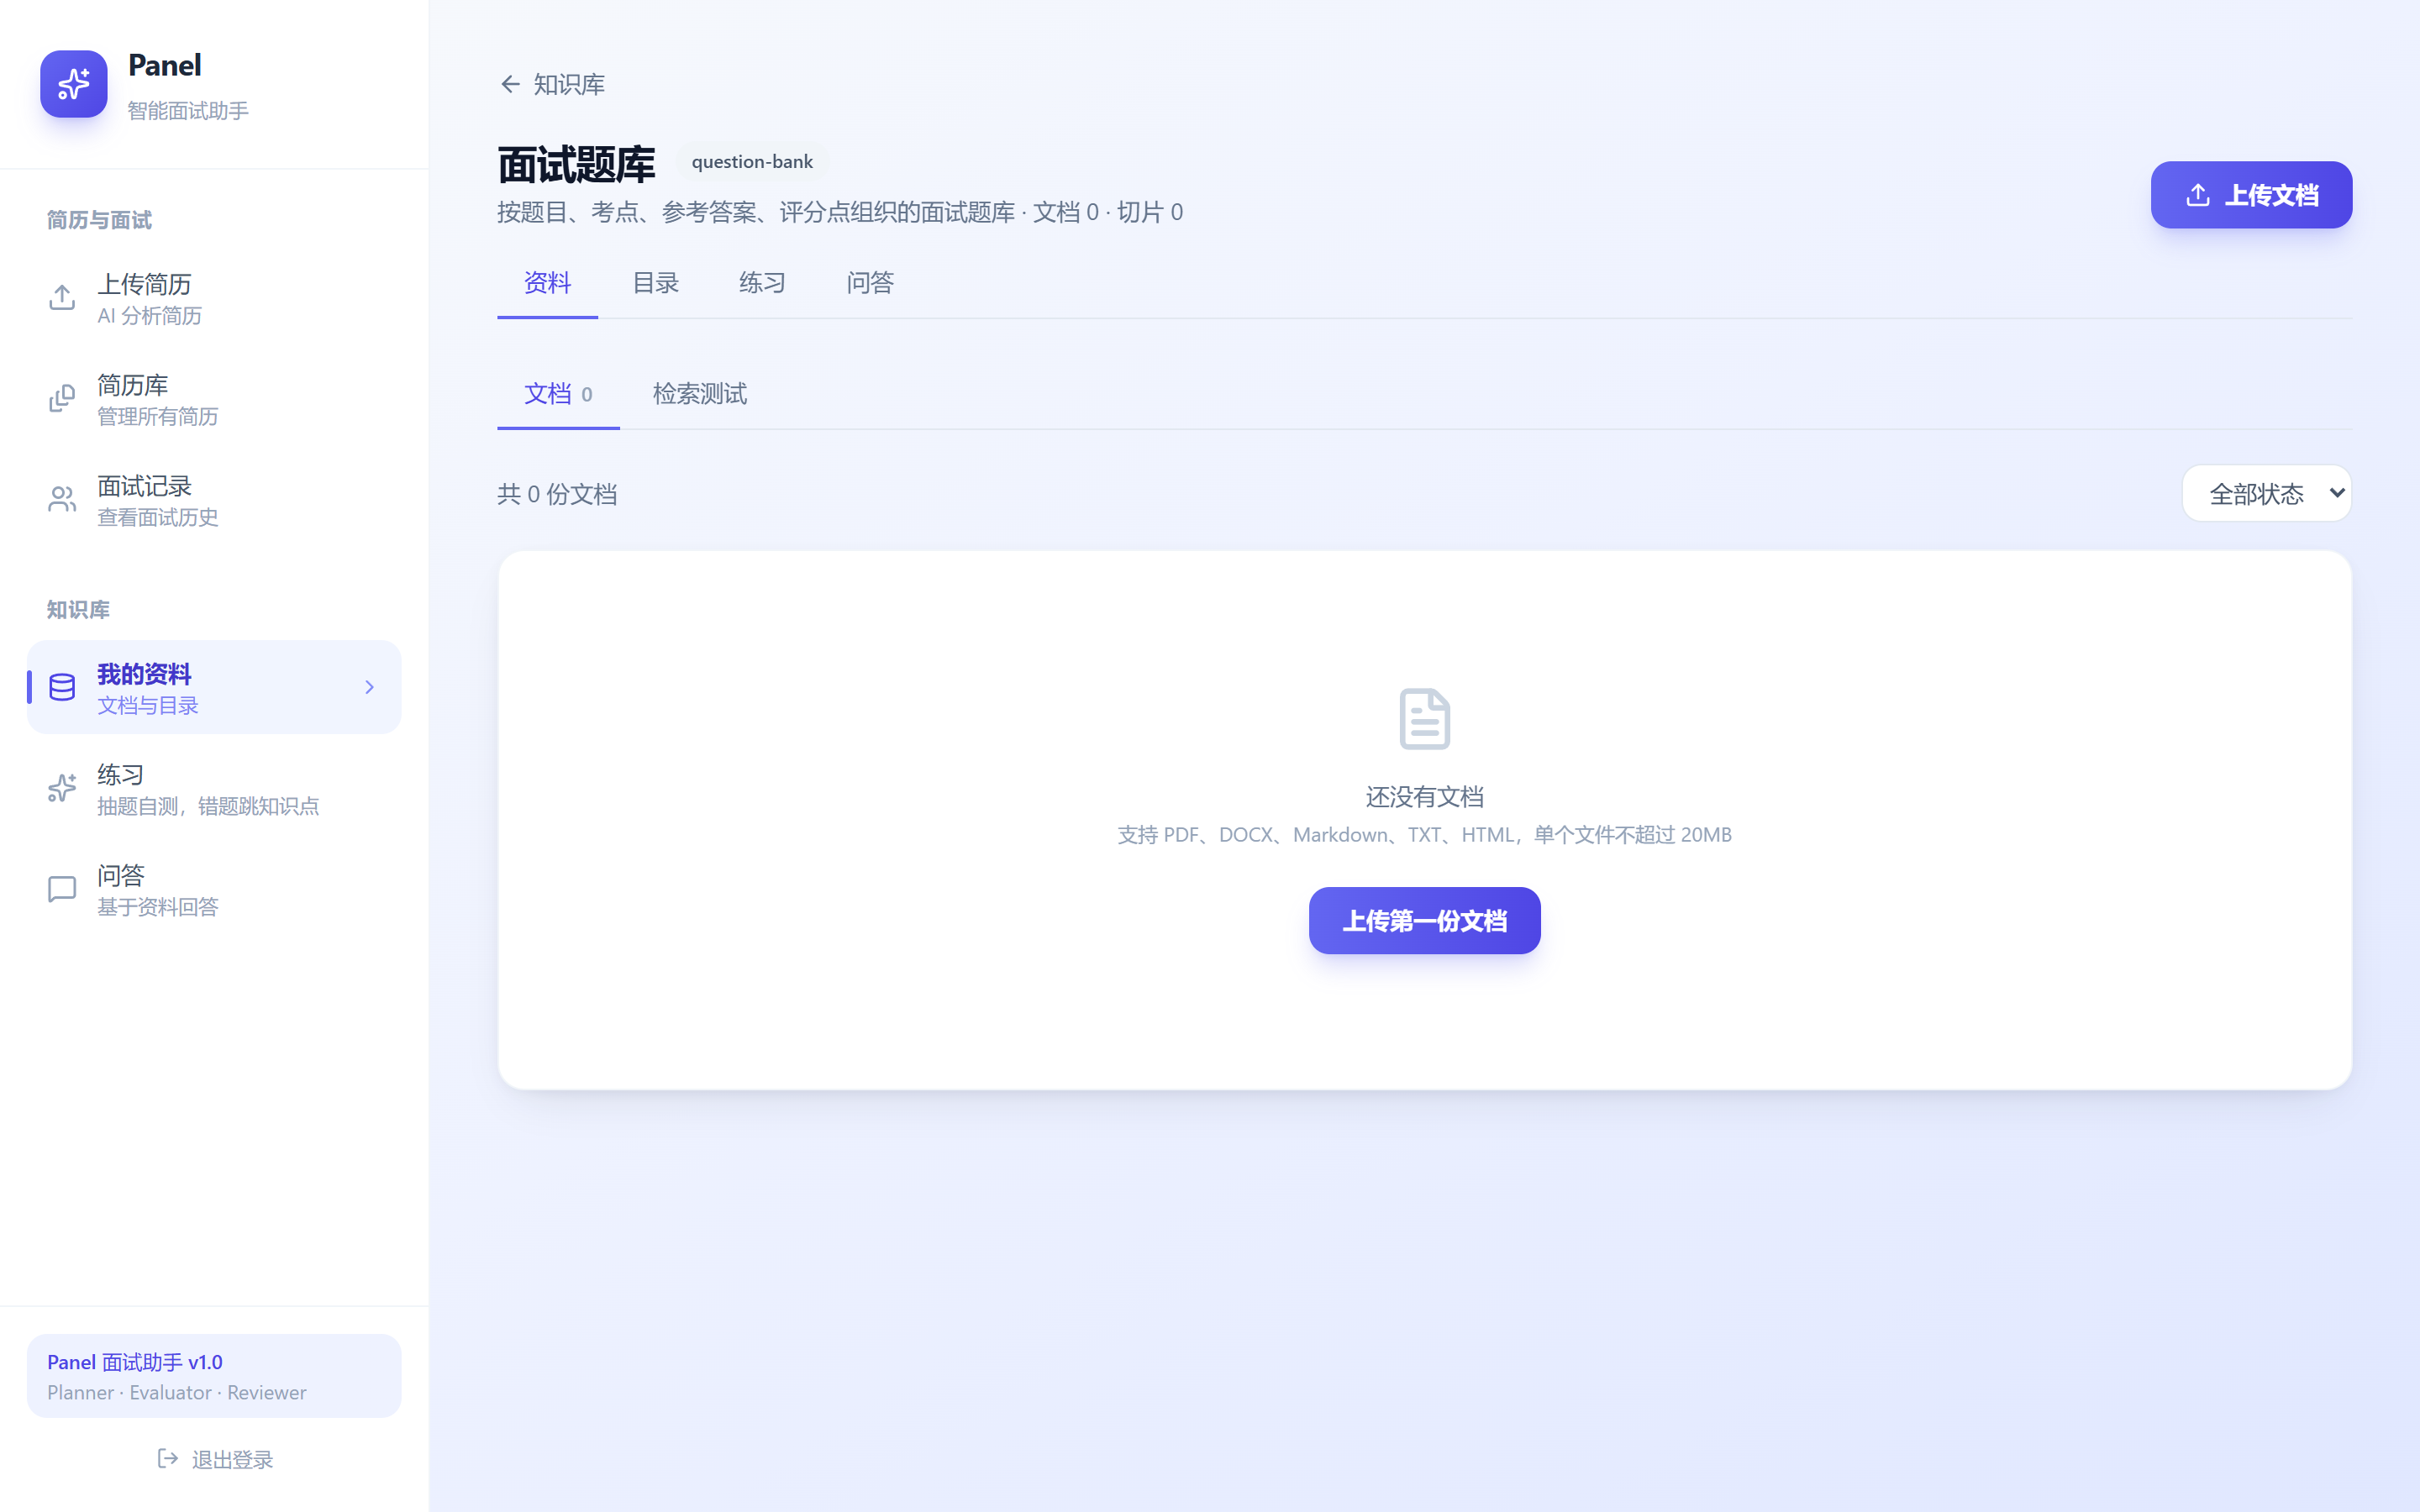 Panel
智能面试助手
简历与面试
上传简历
AI 分析简历
简历库
管理所有简历
面试记录
查看面试历史
知识库
我的资料
文档与目录
练习
抽题自测，错题跳知识点
问答
基于资料回答
Panel 面试助手 v1.0
Planner · Evaluator · Reviewer
退出登录
知识库
面试题库 question-bank
按题目、考点、参考答案、评分点组织的面试题库 · 文档 0 · 切片 0
上传文档
资料 目录 练习 问答
文档 0 检索测试
共 0 份文档 全部状态
还没有文档
支持 PDF、DOCX、Markdown、TXT、HTML，单个文件不超过 20MB
上传第一份文档